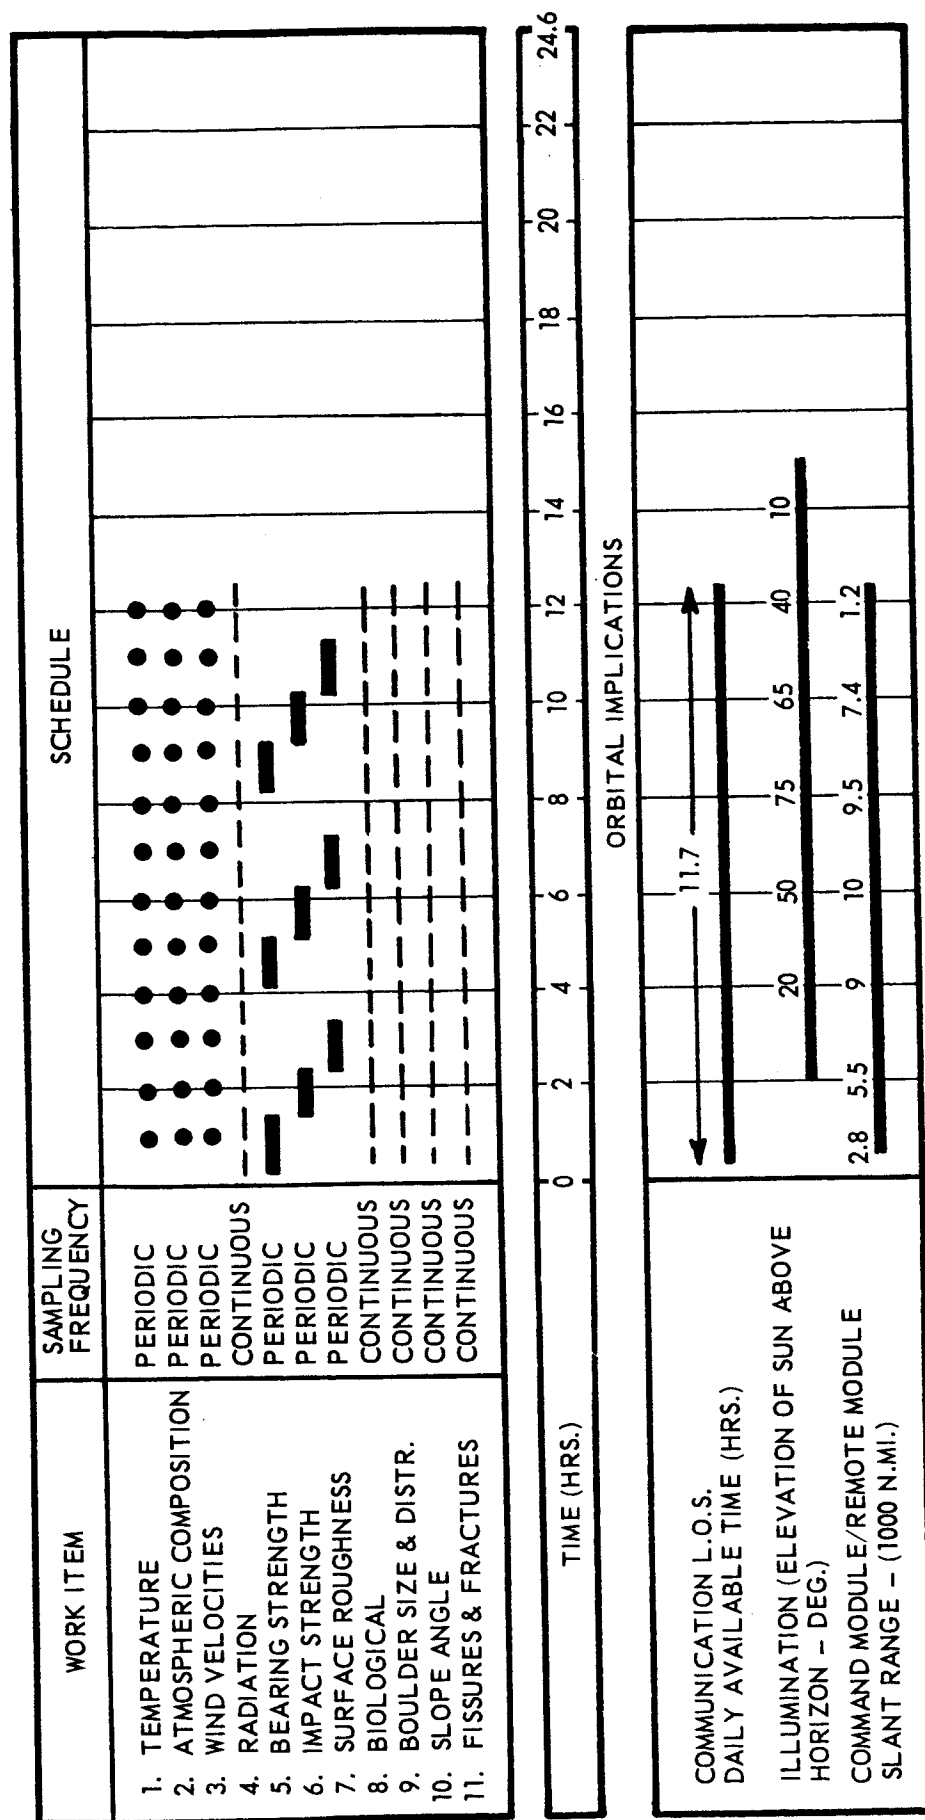 WORK ITEM
SAMPLING
FREQUENCY
SCHEDULE
1. TEMPERATURE PERIODIC
2. ATMOSPHERIC COMPOSITION PERIODIC
3. WIND VELOCITIES PERIODIC
4. RADIATION CONTINUOUS
5. BEARING STRENGTH PERIODIC
6. IMPACT STRENGTH PERIODIC
7. SURFACE ROUGHNESS PERIODIC
8. BIOLOGICAL CONTINUOUS
9. BOULDER SIZE & DISTR. CONTINUOUS
10. SLOPE ANGLE CONTINUOUS
11. FISSURES & FRACTURES CONTINUOUS
TIME (HRS.) 0 2 4 6 8 10 12 14 16 18 20 22 24.6
ORBITAL IMPLICATIONS
COMMUNICATION L.O.S.
DAILY AVAILABLE TIME (HRS.) 11.7
ILLUMINATION (ELEVATION OF SUN ABOVE
HORIZON – DEG.) 20 50 75 65 40 10
COMMAND MODULE/REMOTE MODULE
SLANT RANGE – (1000 N.MI.) 2.8 5.5 9 10 9.5 7.4 1.2